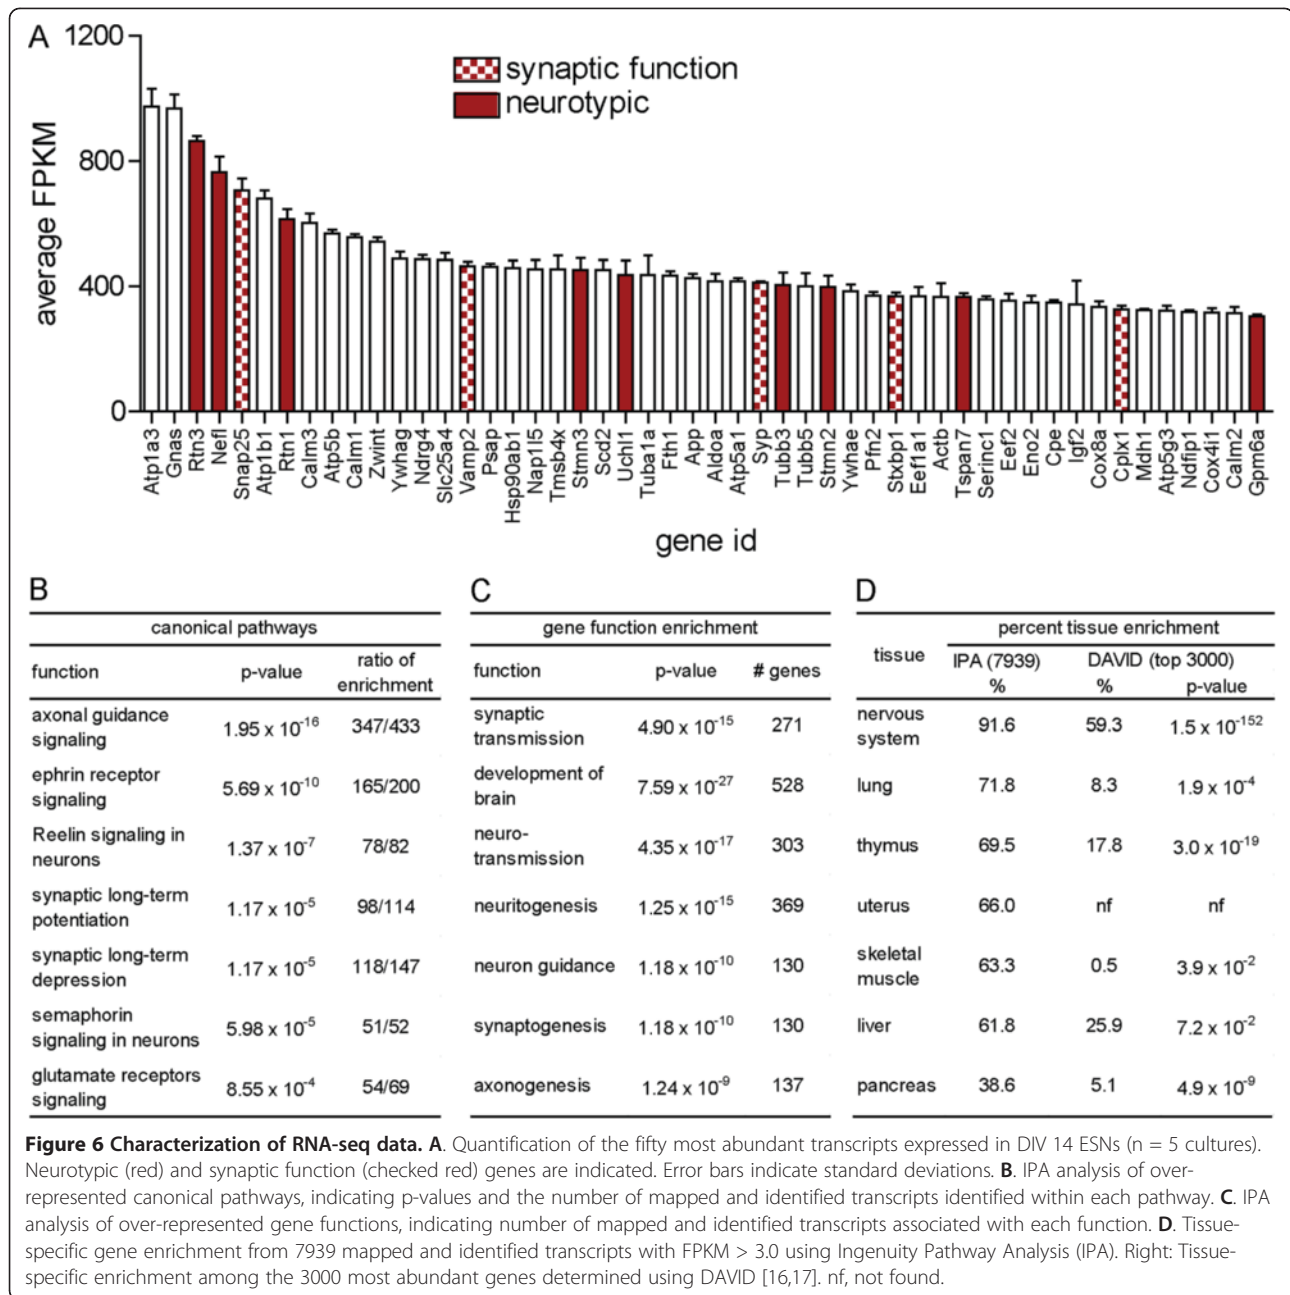 A
1200
800
400
0
average FPKM
synaptic function
neurotypic
Atp1a3
Gnas
Rtn3
Nefl
Snap25
Atp1b1
Rtn1
Calm3
Atp5b
Calm1
Zwint
Ywhag
Ndrg4
Slc25a4
Vamp2
Psap
Hsp90ab1
Nap1l5
Tmsb4x
Stmn3
Scd2
Uchl1
Tuba1a
Fth1
App
Aldoa
Atp5a1
Syp
Tubb3
Tubb5
Stmn2
Ywhae
Pfn2
Stxbp1
Eef1a1
Actb
Tspan7
Serinc1
Eef2
Eno2
Cpe
Igf2
Cox8a
Cplx1
Mdh1
Atp5g3
Ndfip1
Cox4i1
Calm2
Gpm6a
gene id
B
canonical pathways
function p-value ratio of enrichment
axonal guidance signaling 1.95 x 10^-16 347/433
ephrin receptor signaling 5.69 x 10^-10 165/200
Reelin signaling in neurons 1.37 x 10^-7 78/82
synaptic long-term potentiation 1.17 x 10^-5 98/114
synaptic long-term depression 1.17 x 10^-5 118/147
semaphorin signaling in neurons 5.98 x 10^-5 51/52
glutamate receptors signaling 8.55 x 10^-4 54/69
C
gene function enrichment
function p-value # genes
synaptic transmission 4.90 x 10^-15 271
development of brain 7.59 x 10^-27 528
neuro-transmission 4.35 x 10^-17 303
neuritogenesis 1.25 x 10^-15 369
neuron guidance 1.18 x 10^-10 130
synaptogenesis 1.18 x 10^-10 130
axonogenesis 1.24 x 10^-9 137
D
percent tissue enrichment
tissue IPA (7939) DAVID (top 3000)
% % p-value
nervous system 91.6 59.3 1.5 x 10^-152
lung 71.8 8.3 1.9 x 10^-4
thymus 69.5 17.8 3.0 x 10^-19
uterus 66.0 nf nf
skeletal muscle 63.3 0.5 3.9 x 10^-2
liver 61.8 25.9 7.2 x 10^-2
pancreas 38.6 5.1 4.9 x 10^-9
Figure 6 Characterization of RNA-seq data. A. Quantification of the fifty most abundant transcripts expressed in DIV 14 ESNs (n = 5 cultures).
Neurotypic (red) and synaptic function (checked red) genes are indicated. Error bars indicate standard deviations. B. IPA analysis of over-
represented canonical pathways, indicating p-values and the number of mapped and identified transcripts identified within each pathway. C. IPA
analysis of over-represented gene functions, indicating number of mapped and identified transcripts associated with each function. D. Tissue-
specific gene enrichment from 7939 mapped and identified transcripts with FPKM > 3.0 using Ingenuity Pathway Analysis (IPA). Right: Tissue-
specific enrichment among the 3000 most abundant genes determined using DAVID [16,17]. nf, not found.